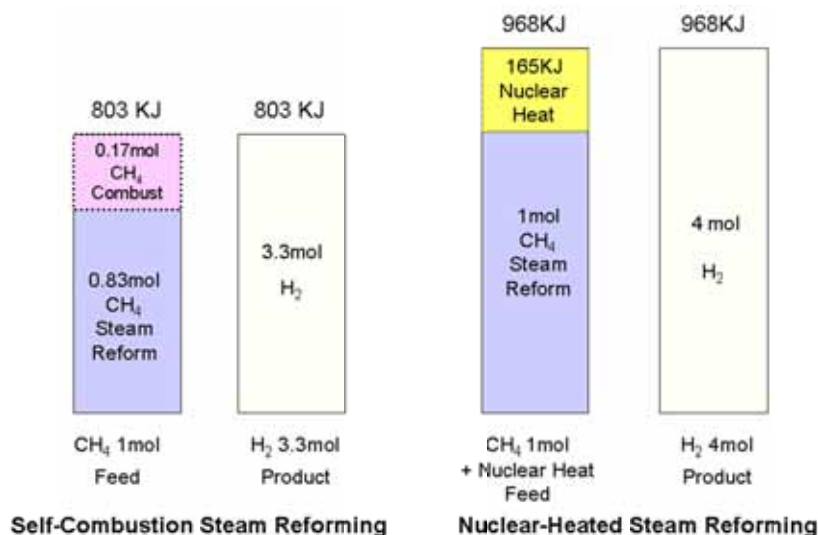 803 KJ
0.17mol
CH₄
Combust
0.83mol
CH₄
Steam
Reform
CH₄ 1mol
Feed
803 KJ
3.3mol
H₂
H₂ 3.3mol
Product
Self-Combustion Steam Reforming
968KJ
165KJ
Nuclear
Heat
1mol
CH₄
Steam
Reform
CH₄ 1mol
+ Nuclear Heat
Feed
968KJ
4 mol
H₂
H₂ 4mol
Product
Nuclear-Heated Steam Reforming